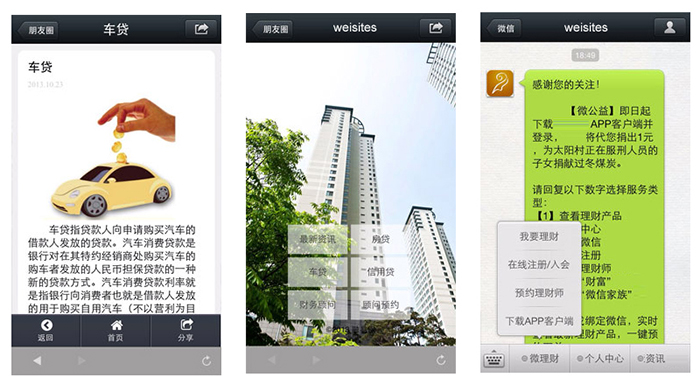 朋友圈
车贷
车贷
2013.10.23
车贷指贷款人向申请购买汽车的
借款人发放的贷款。汽车消费贷款是
银行对在其特约经销商处购买汽车的
购车者发放的人民币担保贷款的一种
新的贷款方式。汽车消费贷款利率就
是指银行向消费者也就是借款人发放
的用于购买自用汽车（不以营利为目
返回
首页
分享
朋友圈
weisites
最新资讯
房贷
车贷
信用贷
财务顾问
顾问预约
微信
weisites
18:49
感谢您的关注！
【微公益】即日起
下载 APP客户端并
登录， 将代您捐出1元
，为太阳村正在服刑人员的
子女捐献过冬煤炭。
请回复以下数字选择服务类
型：
【1】查看理财产品
中心
微信
册
理财师
“财富”
“微信家族”
我要理财
在线注册/入会
预约理财师
下载APP客户端
绑定微信，实时
理财产品，一键预
微理财
个人中心
资讯